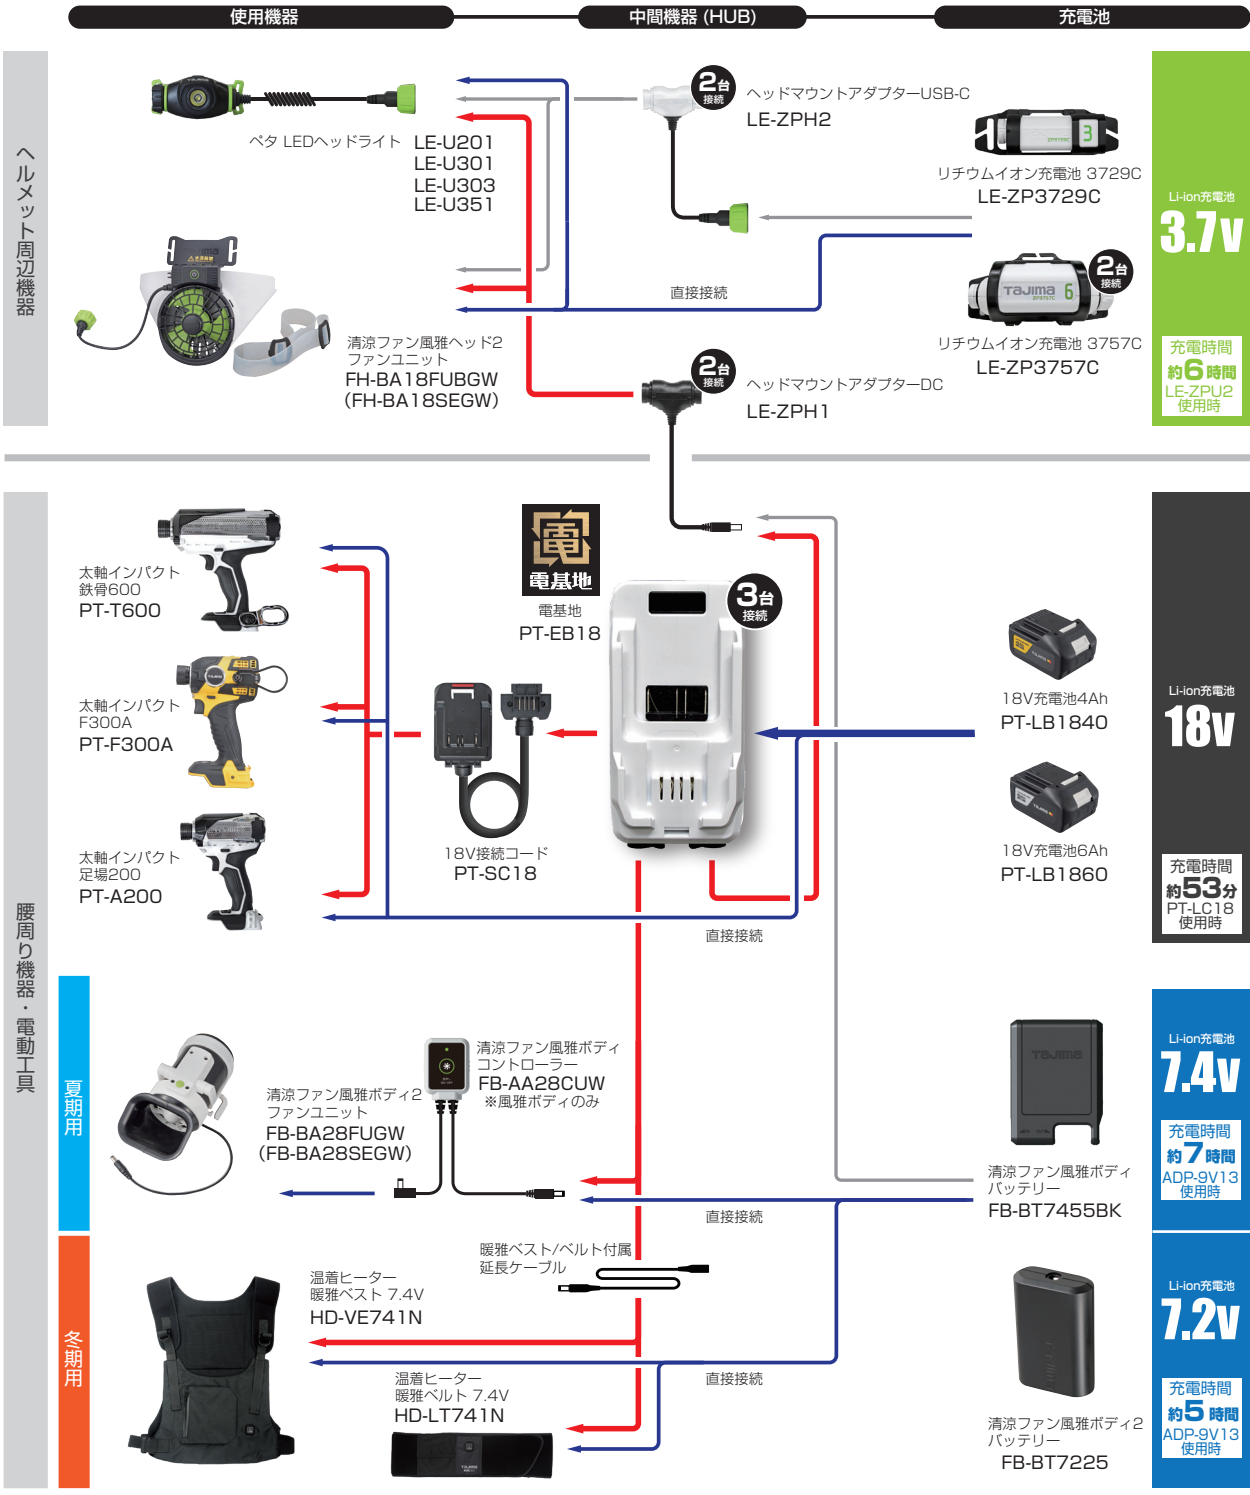 使用機器
中間機器 (HUB)
充電池
ヘルメット周辺機器
ペタ LEDヘッドライト
LE-U201
LE-U301
LE-U303
LE-U351
2台
接続
ヘッドマウントアダプターUSB-C
LE-ZPH2
3
リチウムイオン充電池 3729C
LE-ZP3729C
Li-ion充電池
3.7V
直接接続
TaJIma
6
ZP3757C
2台
接続
リチウムイオン充電池 3757C
LE-ZP3757C
清涼ファン風雅ヘッド2
ファンユニット
FH-BA18FUBGW
(FH-BA18SEGW)
2台
接続
ヘッドマウントアダプターDC
LE-ZPH1
充電時間
約6時間
LE-ZPU2
使用時
腰周り機器・電動工具
太軸インパクト
鉄骨600
PT-T600
電
電基地
電基地
PT-EB18
3台
接続
18V充電池4Ah
PT-LB1840
Li-ion充電池
18V
太軸インパクト
F300A
PT-F300A
太軸インパクト
足場200
PT-A200
18V接続コード
PT-SC18
18V充電池6Ah
PT-LB1860
充電時間
約53分
PT-LC18
使用時
直接接続
夏期用
清涼ファン風雅ボディ2
ファンユニット
FB-BA28FUGW
(FB-BA28SEGW)
清涼ファン風雅ボディ
コントローラー
FB-AA28CUW
※風雅ボディのみ
TaJIma
清涼ファン風雅ボディ
バッテリー
FB-BT7455BK
Li-ion充電池
7.4V
充電時間
約7時間
ADP-9V13
使用時
直接接続
冬期用
暖雅ベスト/ベルト付属
延長ケーブル
温着ヒーター
暖雅ベスト 7.4V
HD-VE741N
直接接続
温着ヒーター
暖雅ベルト 7.4V
HD-LT741N
清涼ファン風雅ボディ2
バッテリー
FB-BT7225
Li-ion充電池
7.2V
充電時間
約5時間
ADP-9V13
使用時